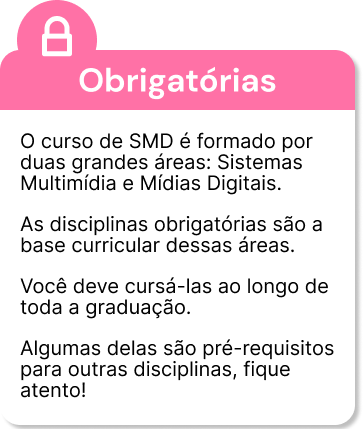 Obrigatórias
O curso de SMD é formado por
duas grandes áreas: Sistemas
Multimídia e Mídias Digitais.
As disciplinas obrigatórias são a
base curricular dessas áreas.
Você deve cursá-las ao longo de
toda a graduação.
Algumas delas são pré-requisitos
para outras disciplinas, fique
atento!